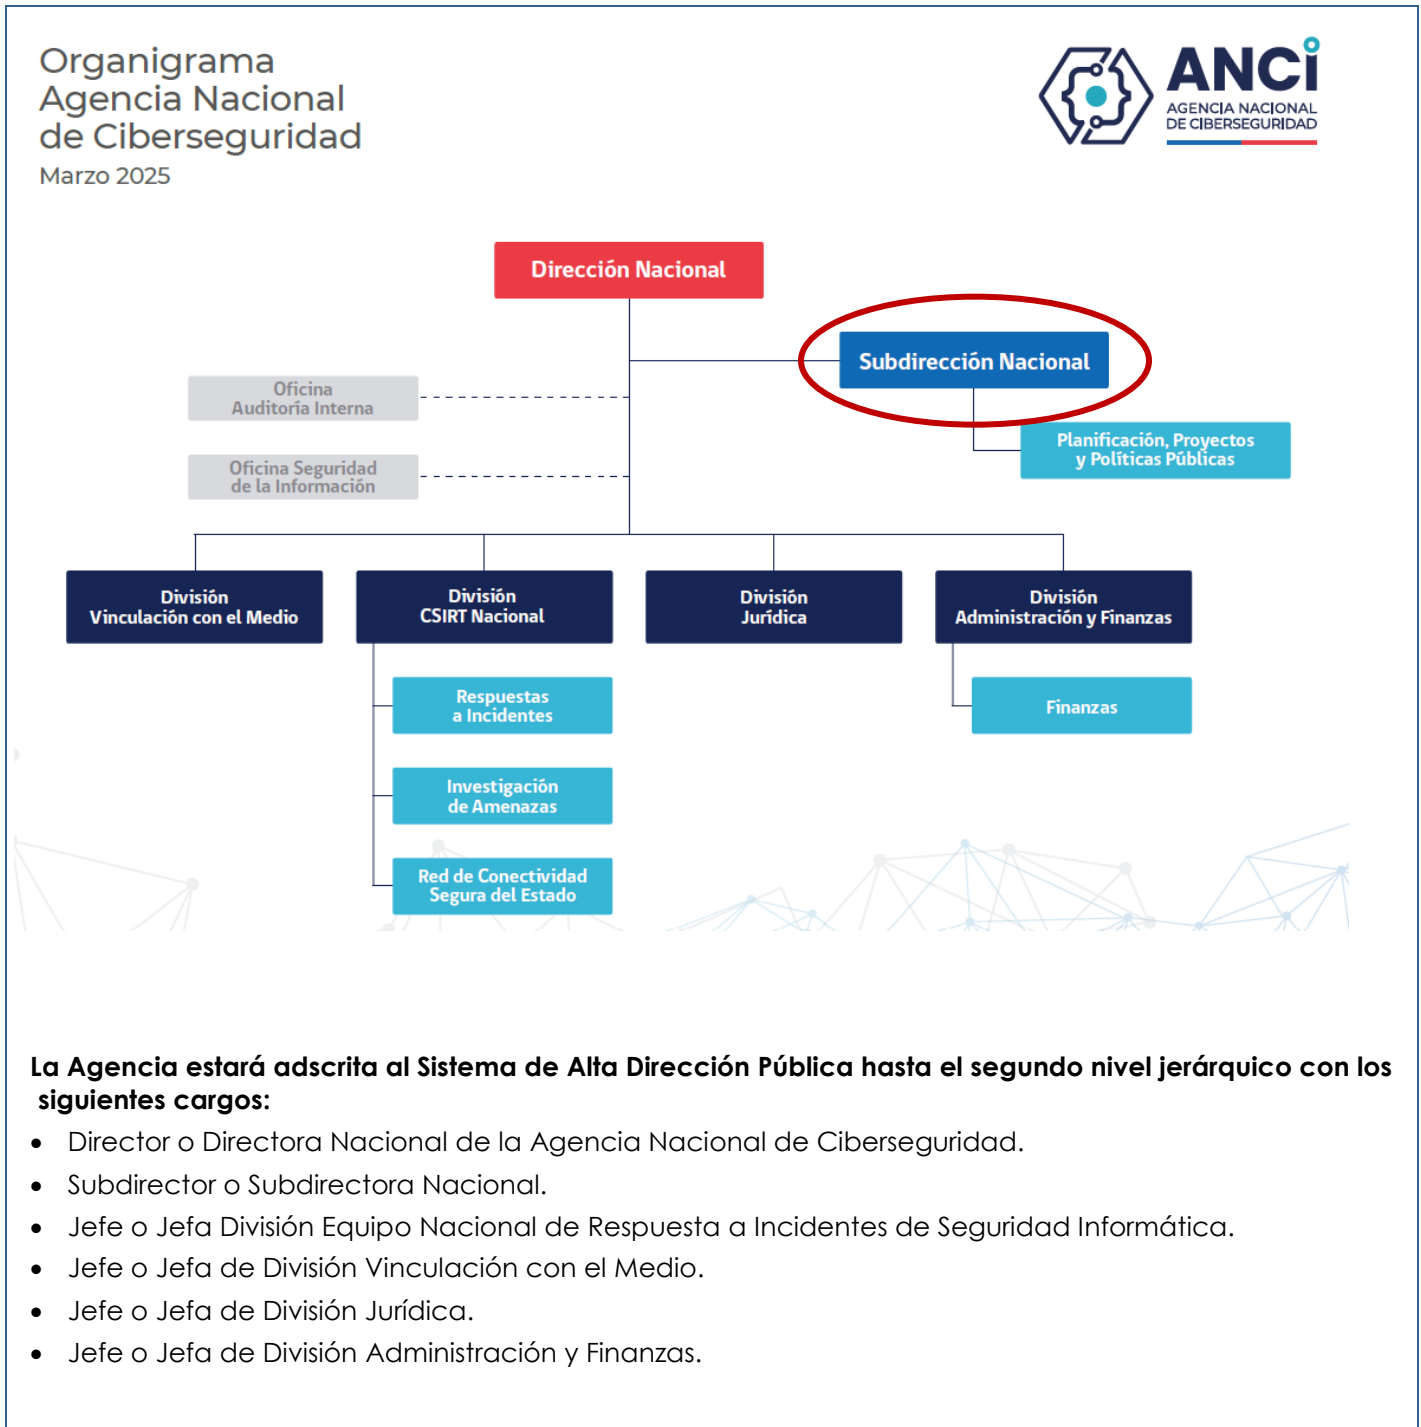 Organigrama
Agencia Nacional
de Ciberseguridad
Marzo 2025
ANCi
AGENCIA NACIONAL
DE CIBERSEGURIDAD
Dirección Nacional
Subdirección Nacional
Oficina
Auditoría Interna
Planificación, Proyectos
y Políticas Públicas
Oficina Seguridad
de la Información
División
Vinculación con el Medio
División
CSIRT Nacional
División
Jurídica
División
Administración y Finanzas
Respuestas
a Incidentes
Finanzas
Investigación
de Amenazas
Red de Conectividad
Segura del Estado
La Agencia estará adscrita al Sistema de Alta Dirección Pública hasta el segundo nivel jerárquico con los
siguientes cargos:
• Director o Directora Nacional de la Agencia Nacional de Ciberseguridad.
• Subdirector o Subdirectora Nacional.
• Jefe o Jefa División Equipo Nacional de Respuesta a Incidentes de Seguridad Informática.
• Jefe o Jefa de División Vinculación con el Medio.
• Jefe o Jefa de División Jurídica.
• Jefe o Jefa de División Administración y Finanzas.